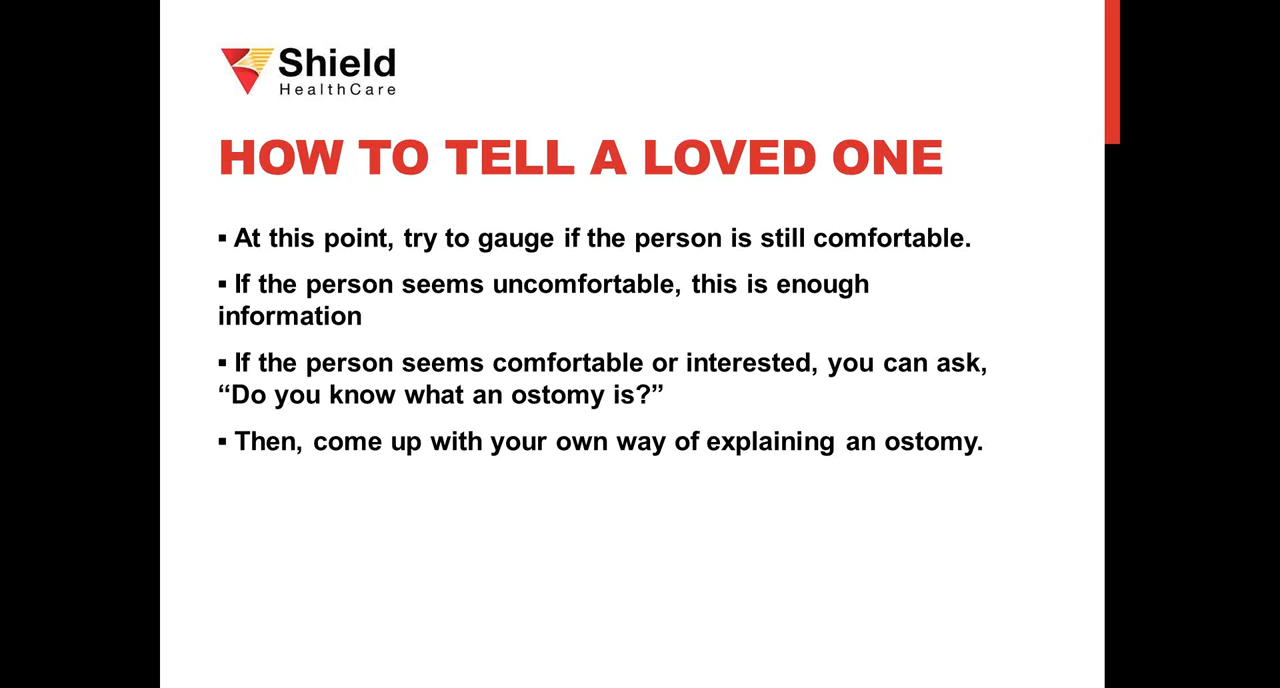 Shield
HealthCare
HOW TO TELL A LOVED ONE
▪ At this point, try to gauge if the person is still comfortable.
▪ If the person seems uncomfortable, this is enough
information
▪ If the person seems comfortable or interested, you can ask,
“Do you know what an ostomy is?”
▪ Then, come up with your own way of explaining an ostomy.